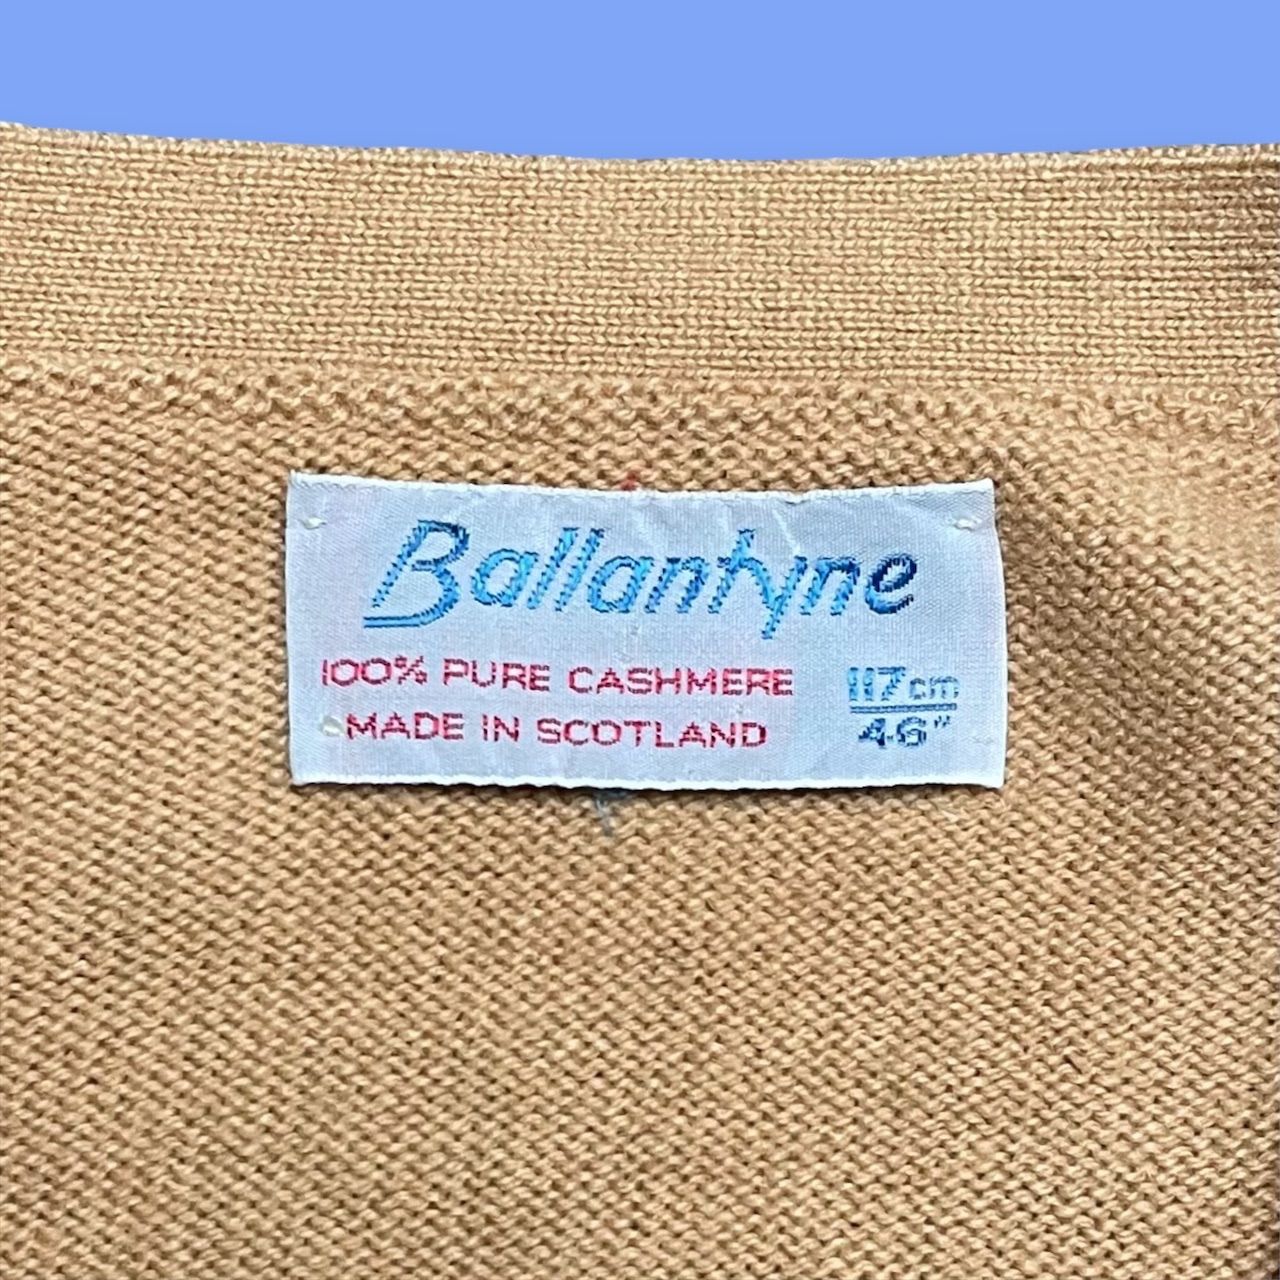 Ballantyne
100% PURE CASHMERE
MADE IN SCOTLAND
117cm
46"